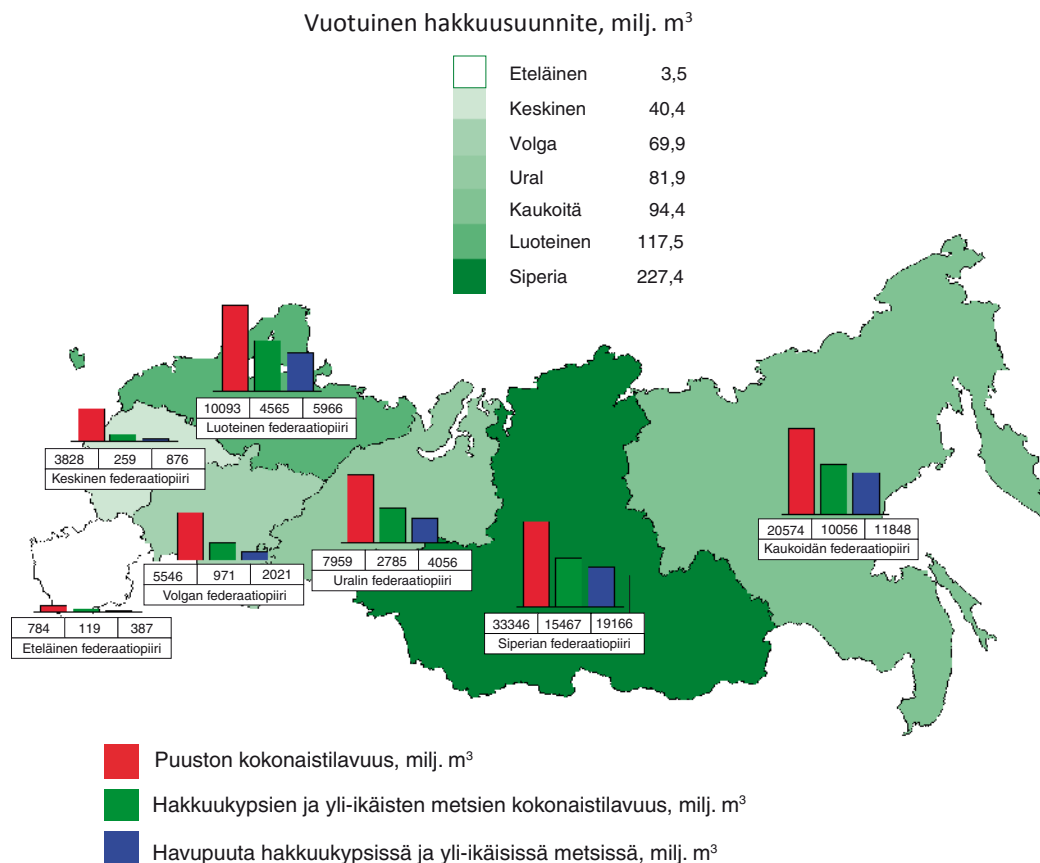 Vuotuinen hakkuusuunnite, milj. m³
Eteläinen 3,5
Keskinen 40,4
Volga 69,9
Ural 81,9
Kaukoitä 94,4
Luoteinen 117,5
Siperia 227,4
10093 4565 5966
Luoteinen federaatiopiiri
3828 259 876
Keskinen federaatiopiiri
20574 10056 11848
Kaukoidän federaatiopiiri
5546 971 2021
Volgan federaatiopiiri
7959 2785 4056
Uralin federaatiopiiri
784 119 387
Eteläinen federaatiopiiri
33346 15467 19166
Siperian federaatiopiiri
Puuston kokonaistilavuus, milj. m³
Hakkuukypsien ja yli-ikäisten metsien kokonaistilavuus, milj. m³
Havupuuta hakkuukypsissä ja yli-ikäisissä metsissä, milj. m³